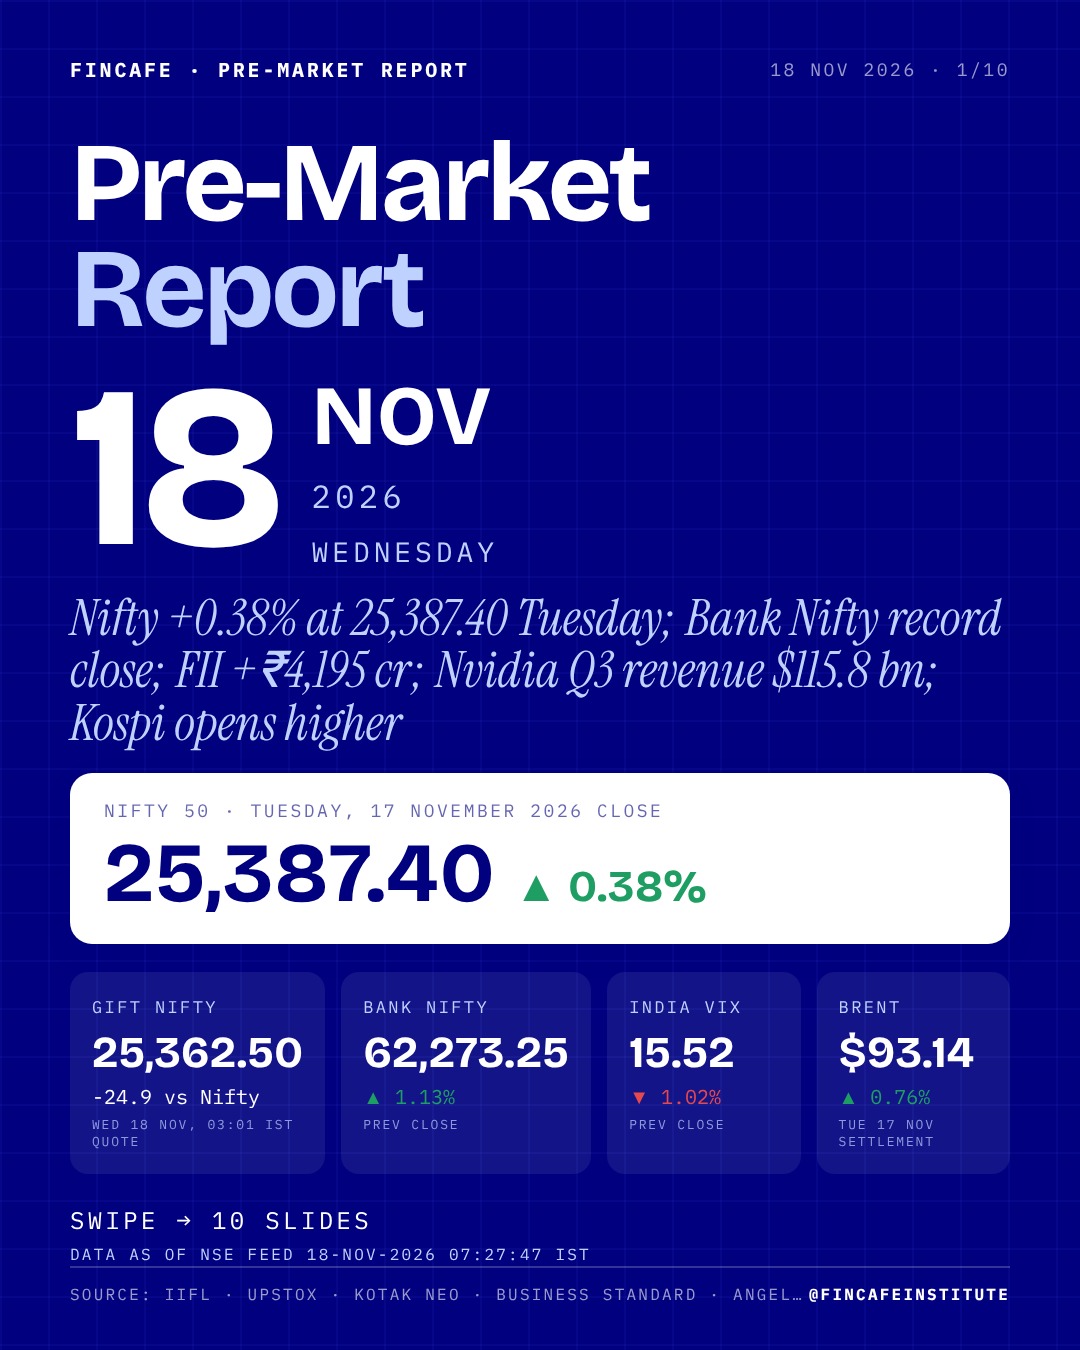 FINCAFE · PRE-MARKET REPORT
18 NOV 2026 · 1/10
Pre-Market
Report
18
NOV
2026
WEDNESDAY
Nifty +0.38% at 25,387.40 Tuesday; Bank Nifty record
close; FII +₹4,195 cr; Nvidia Q3 revenue $115.8 bn;
Kospi opens higher
NIFTY 50 · TUESDAY, 17 NOVEMBER 2026 CLOSE
25,387.40 ▲ 0.38%
GIFT NIFTY
25,362.50
-24.9 vs Nifty
WED 18 NOV, 03:01 IST
QUOTE
BANK NIFTY
62,273.25
▲ 1.13%
PREV CLOSE
INDIA VIX
15.52
▼ 1.02%
PREV CLOSE
BRENT
$93.14
▲ 0.76%
TUE 17 NOV
SETTLEMENT
SWIPE → 10 SLIDES
DATA AS OF NSE FEED 18-NOV-2026 07:27:47 IST
SOURCE: IIFL · UPSTOX · KOTAK NEO · BUSINESS STANDARD · ANGEL… @FINCAFEINSTITUTE